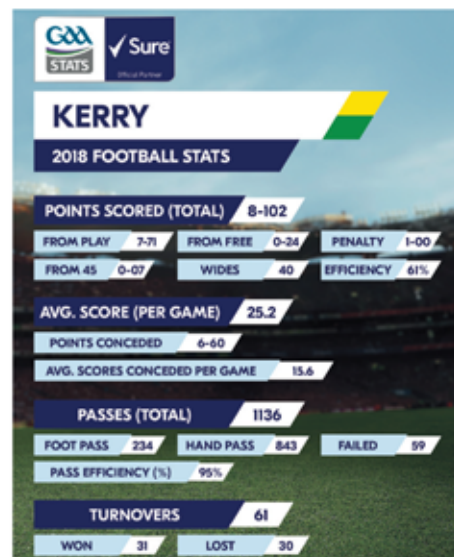 GAA
STATS
Sure
Official Partner
KERRY
2018 FOOTBALL STATS
POINTS SCORED (TOTAL) 8-102
FROM PLAY 7-71 FROM FREE 0-24 PENALTY 1-00
FROM 45 0-07 WIDES 40 EFFICIENCY 61%
AVG. SCORE (PER GAME) 25.2
POINTS CONCEDED 6-60
AVG. SCORES CONCEDED PER GAME 15.6
PASSES (TOTAL) 1136
FOOT PASS 234 HAND PASS 843 FAILED 59
PASS EFFICIENCY (%) 95%
TURNOVERS 61
WON 31 LOST 30